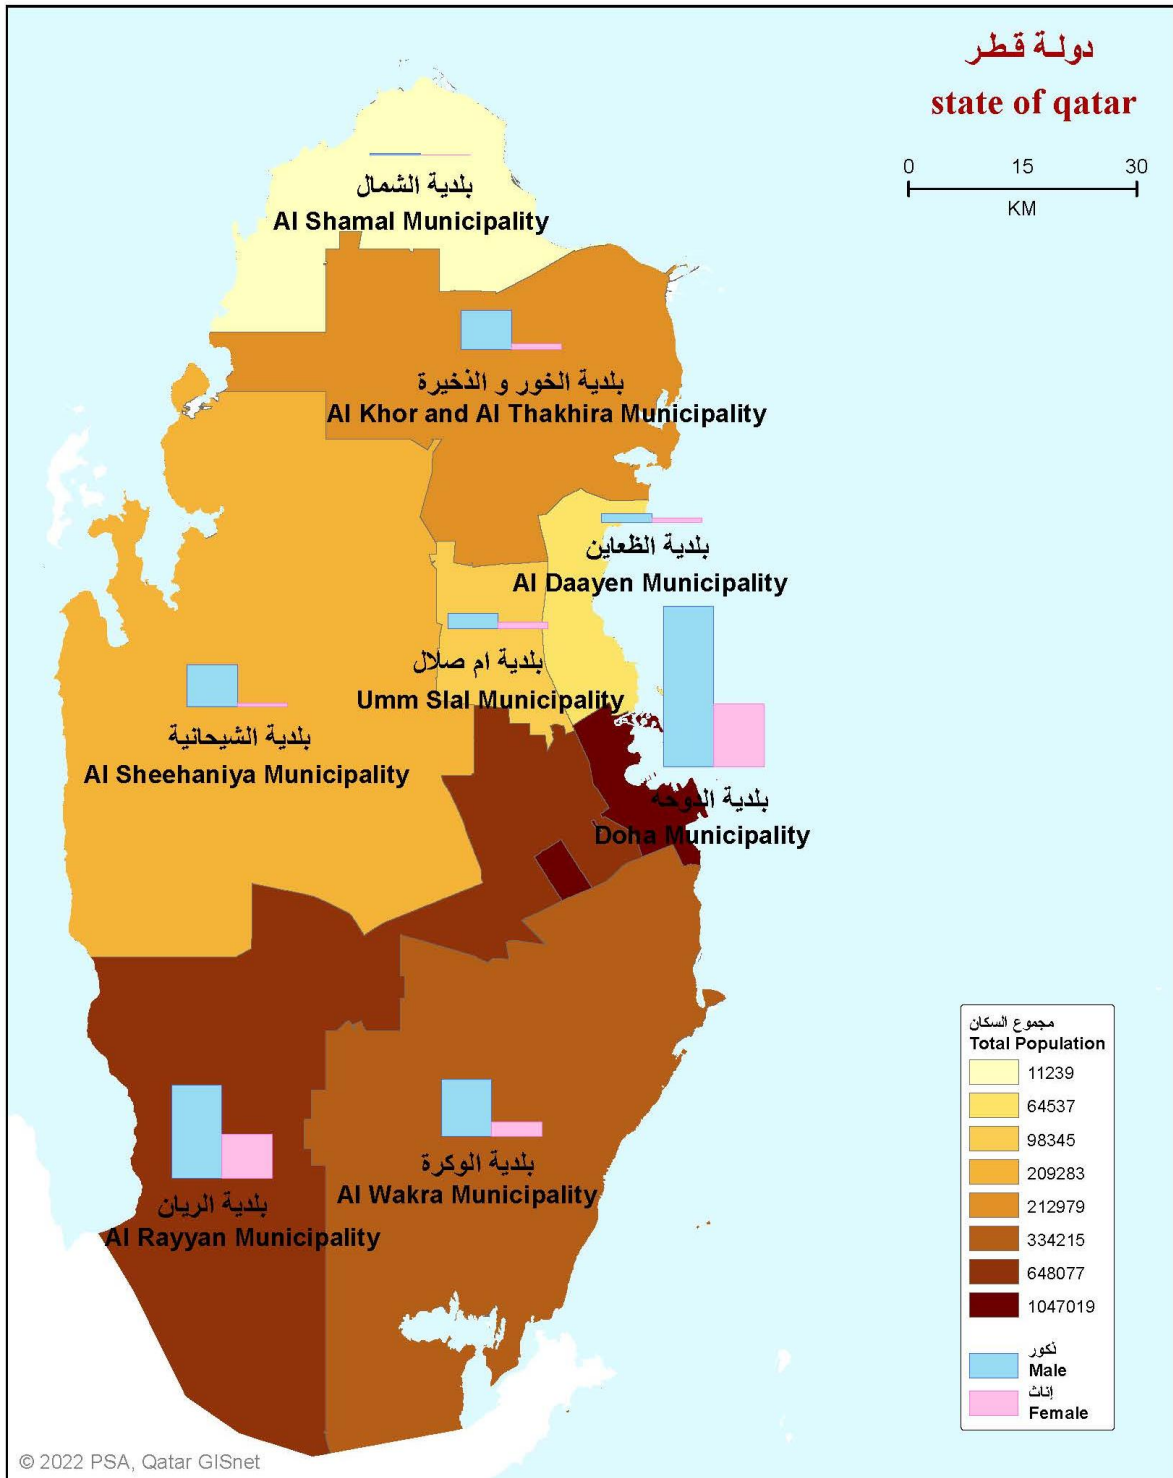 دولة قطر
state of qatar
0 15 30
KM
بلدية الشمال
Al Shamal Municipality
بلدية الخور و الذخيرة
Al Khor and Al Thakhira Municipality
بلدية الظعاين
Al Daayen Municipality
بلدية ام صلال
Umm Slal Municipality
بلدية الشيحانية
Al Sheehaniya Municipality
بلدية الدوحه
Doha Municipality
بلدية الوكرة
Al Wakra Municipality
بلدية الريان
Al Rayyan Municipality
مجموع السكان
Total Population
11239
64537
98345
209283
212979
334215
648077
1047019
ذكور
Male
إناث
Female
© 2022 PSA, Qatar GISnet